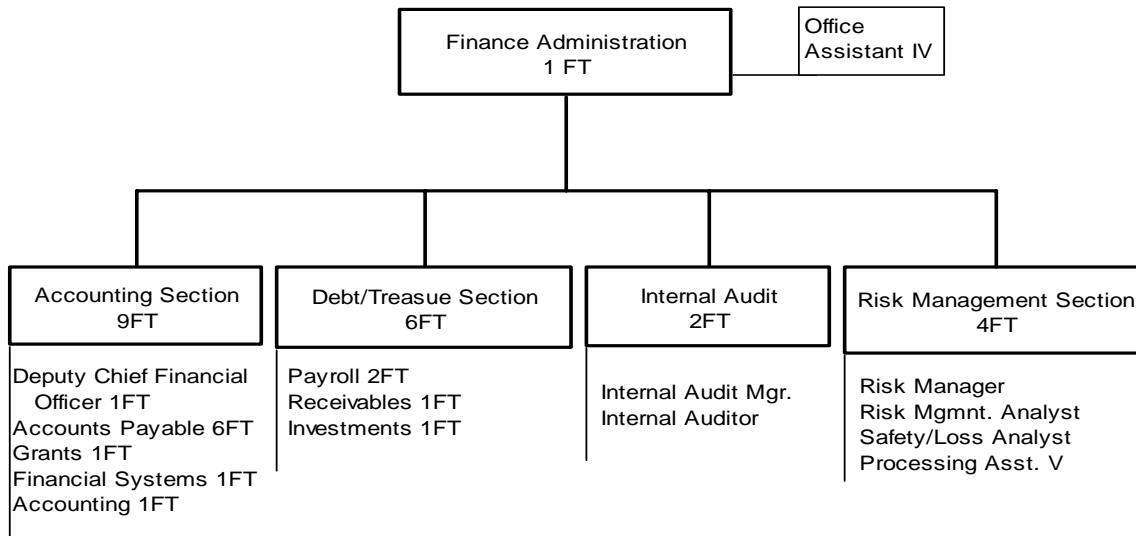 Finance Administration
1 FT
Office
Assistant IV
Accounting Section
9FT
Deputy Chief Financial
Officer 1FT
Accounts Payable 6FT
Grants 1FT
Financial Systems 1FT
Accounting 1FT
Debt/Treasue Section
6FT
Payroll 2FT
Receivables 1FT
Investments 1FT
Internal Audit
2FT
Internal Audit Mgr.
Internal Auditor
Risk Management Section
4FT
Risk Manager
Risk Mgmnt. Analyst
Safety/Loss Analyst
Processing Asst. V